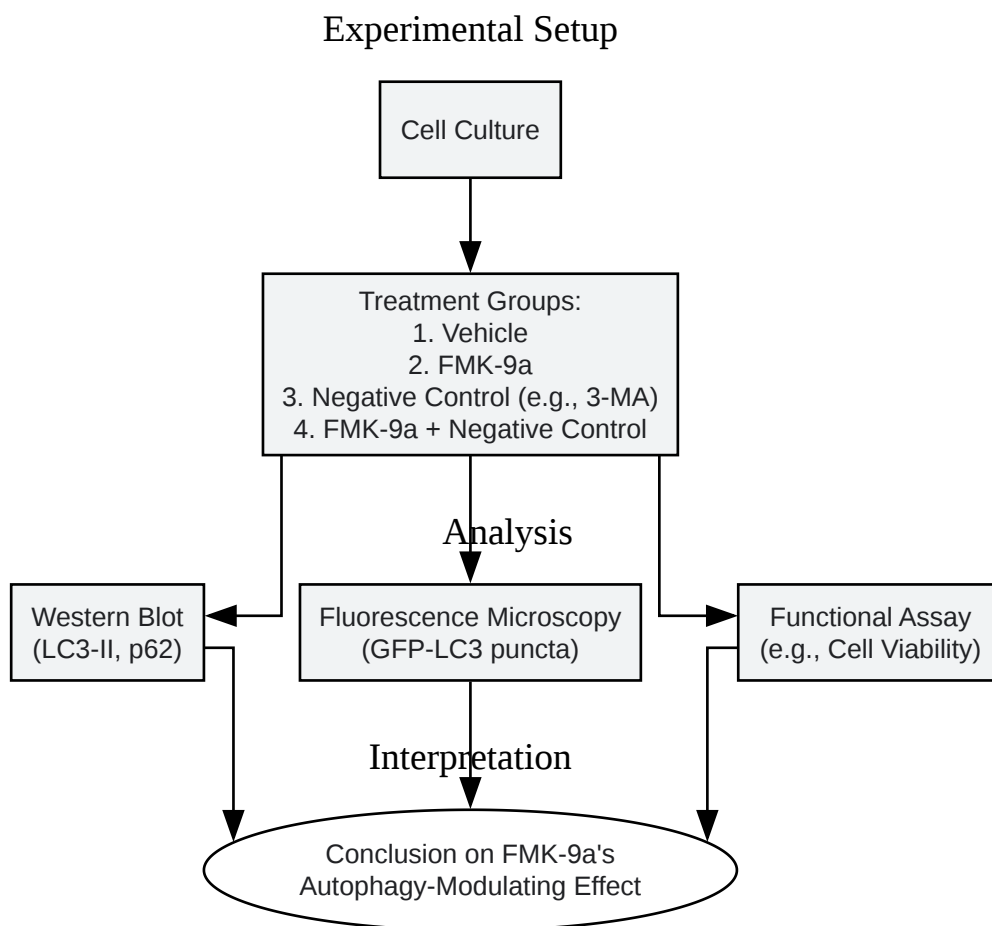 Experimental Setup
Cell Culture
Treatment Groups:
1. Vehicle
2. FMK-9a
3. Negative Control (e.g., 3-MA)
4. FMK-9a + Negative Control
Analysis
Western Blot
(LC3-II, p62)
Fluorescence Microscopy
(GFP-LC3 puncta)
Functional Assay
(e.g., Cell Viability)
Interpretation
Conclusion on FMK-9a's
Autophagy-Modulating Effect